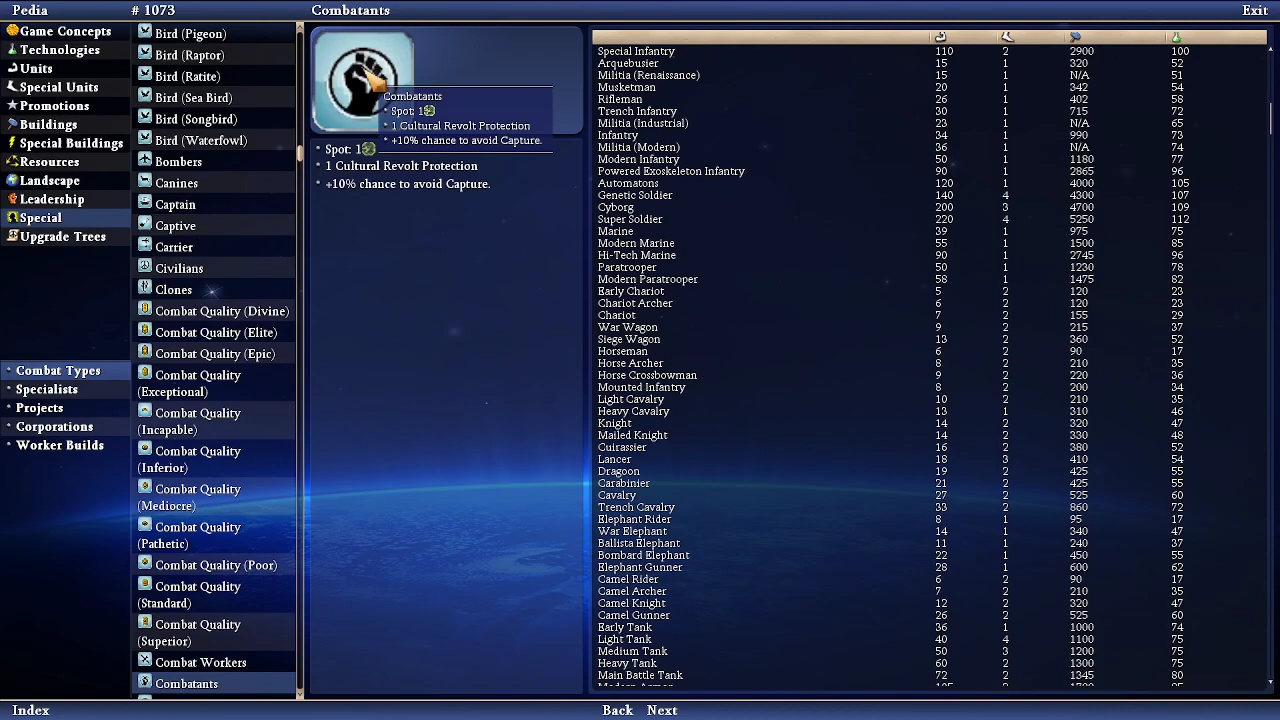 Pedia
# 1073
Combatants
Exit
Game Concepts
Technologies
Units
Special Units
Promotions
Buildings
Special Buildings
Resources
Landscape
Leadership
Special
Upgrade Trees
Combat Types
Specialists
Projects
Corporations
Worker Builds
Bird (Pigeon)
Bird (Raptor)
Bird (Ratite)
Bird (Sea Bird)
Bird (Songbird)
Bird (Waterfowl)
Bombers
Canines
Captain
Captive
Carrier
Civilians
Clones
Combat Quality (Divine)
Combat Quality (Elite)
Combat Quality (Epic)
Combat Quality
(Exceptional)
Combat Quality
(Incapable)
Combat Quality
(Inferior)
Combat Quality
(Mediocre)
Combat Quality
(Pathetic)
Combat Quality (Poor)
Combat Quality
(Standard)
Combat Quality
(Superior)
Combat Workers
Combatants
Combatants
Spot: 1
1 Cultural Revolt Protection
+10% chance to avoid Capture.
Spot: 1
1 Cultural Revolt Protection
+10% chance to avoid Capture.
Special Infantry 110 2 2900 100
Arquebusier 15 1 320 52
Militia (Renaissance) 15 1 N/A 51
Musketman 20 1 342 54
Rifleman 26 1 402 58
Trench Infantry 30 1 715 72
Militia (Industrial) 23 1 N/A 65
Infantry 34 1 990 73
Militia (Modern) 36 1 N/A 74
Modern Infantry 50 1 1180 77
Powered Exoskeleton Infantry 90 1 2865 96
Automatons 120 1 4000 105
Genetic Soldier 140 4 4300 107
Cyborg 200 3 4700 109
Super Soldier 220 4 5250 112
Marine 39 1 975 75
Modern Marine 55 1 1500 85
Hi-Tech Marine 90 1 2745 96
Paratrooper 50 1 1230 78
Modern Paratrooper 58 1 1475 82
Early Chariot 5 2 120 23
Chariot Archer 6 2 120 23
Chariot 7 2 155 29
War Wagon 9 2 215 37
Siege Wagon 13 2 360 52
Horseman 6 2 90 17
Horse Archer 8 2 210 35
Horse Crossbowman 9 2 220 36
Mounted Infantry 8 2 200 34
Light Cavalry 10 2 210 35
Heavy Cavalry 13 1 310 46
Knight 14 2 320 47
Mailed Knight 14 2 330 48
Cuirassier 16 2 380 52
Lancer 18 3 410 54
Dragoon 19 2 425 55
Carabinier 21 2 425 55
Cavalry 27 2 525 60
Trench Cavalry 33 2 860 72
Elephant Rider 8 1 95 17
War Elephant 14 1 340 47
Ballista Elephant 11 1 240 37
Bombard Elephant 22 1 450 55
Elephant Gunner 28 1 600 62
Camel Rider 6 2 90 17
Camel Archer 7 2 210 35
Camel Knight 12 2 320 47
Camel Gunner 26 2 525 60
Early Tank 36 1 1000 74
Light Tank 40 4 1100 75
Medium Tank 50 3 1200 75
Heavy Tank 60 2 1300 75
Main Battle Tank 72 2 1345 80
Index
Back
Next